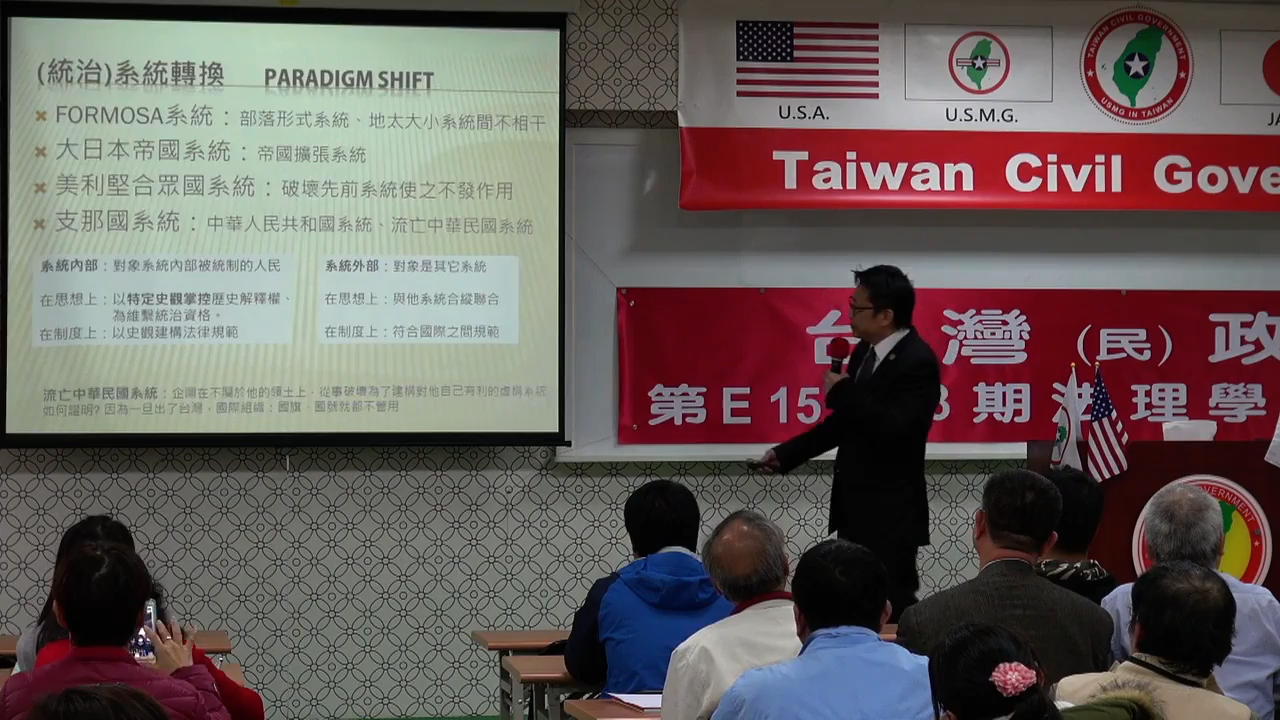 (統治)系統轉換 PARADIGM SHIFT
FORMOSA系統：部落形式系統、地太大小系統間不相干
大日本帝國系統：帝國擴張系統
美利堅合眾國系統：破壞先前系統使之不發作用
支那國系統：中華人民共和國系統、流亡中華民國系統
系統內部：對象系統內部被統制的人民
在思想上：以特定史觀掌控歷史解釋權、
為維繫統治資格。
在制度上：以史觀建構法律規範
系統外部：對象是其它系統
在思想上：與他系統合縱聯合
在制度上：符合國際之間規範
流亡中華民國系統：企圖在不屬於他的領土上，從事破壞為了建構對他自己有利的虛構系統
如何證明？因為一旦出了台灣，國際組織：國旗，國號就都不管用
U.S.A.
U.S.M.G.
TAIWAN CIVIL GOVERNMENT
USMG IN TAIWAN
JA
Taiwan Civil Gove
台灣（民）政
第E 15 3期法理學
GOVERNMENT